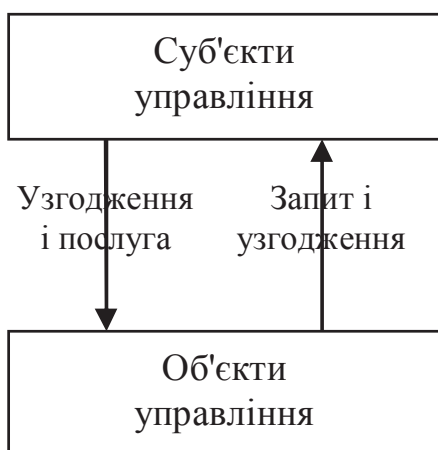 Суб'єкти
управління
Узгодження
і послуга
Запит і
узгодження
Об'єкти
управління